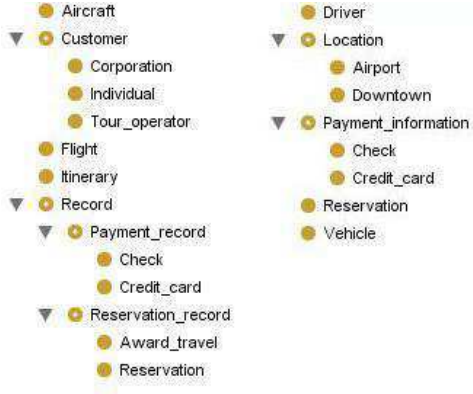 Aircraft
Customer
Corporation
Individual
Tour_operator
Flight
Itinerary
Record
Payment_record
Check
Credit_card
Reservation_record
Award_travel
Reservation
Driver
Location
Airport
Downtown
Payment_information
Check
Credit_card
Reservation
Vehicle